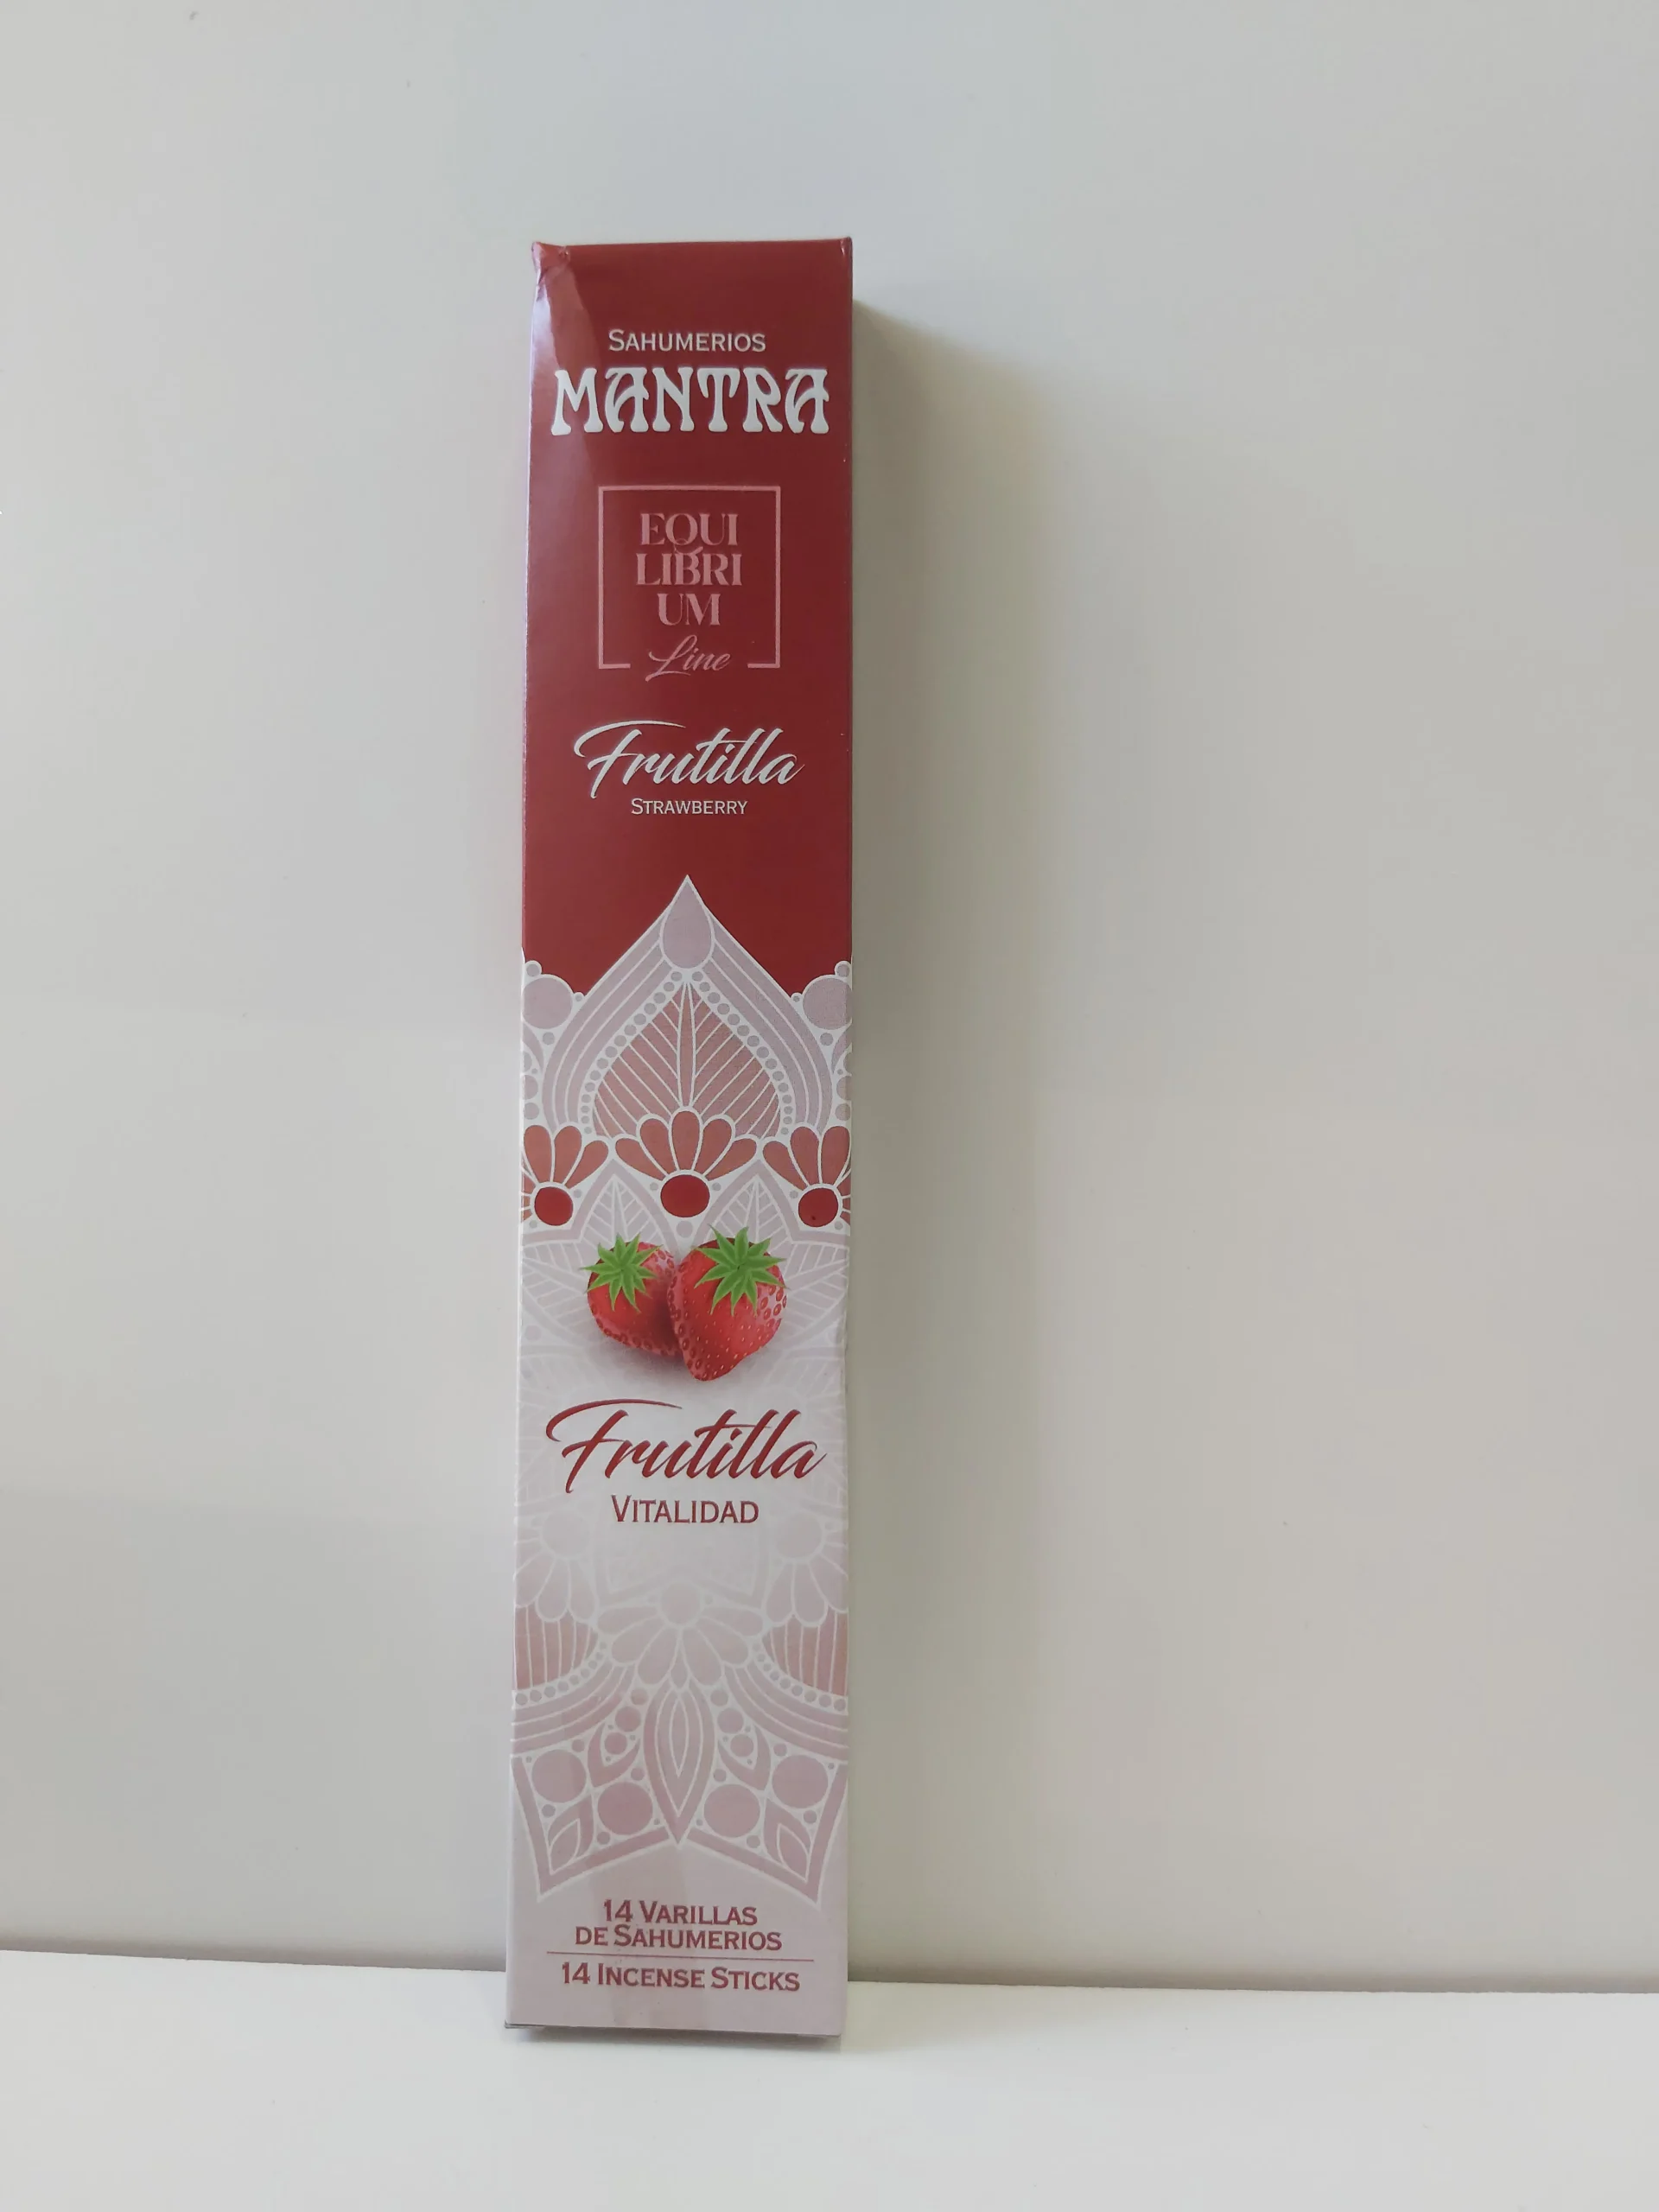 SAHUMERIOS
MANTRA
EQUI
LIBRI
UM
Line
Frutilla
STRAWBERRY
Frutilla
VITALIDAD
14 VARILLAS
DE SAHUMERIOS
14 INCENSE STICKS